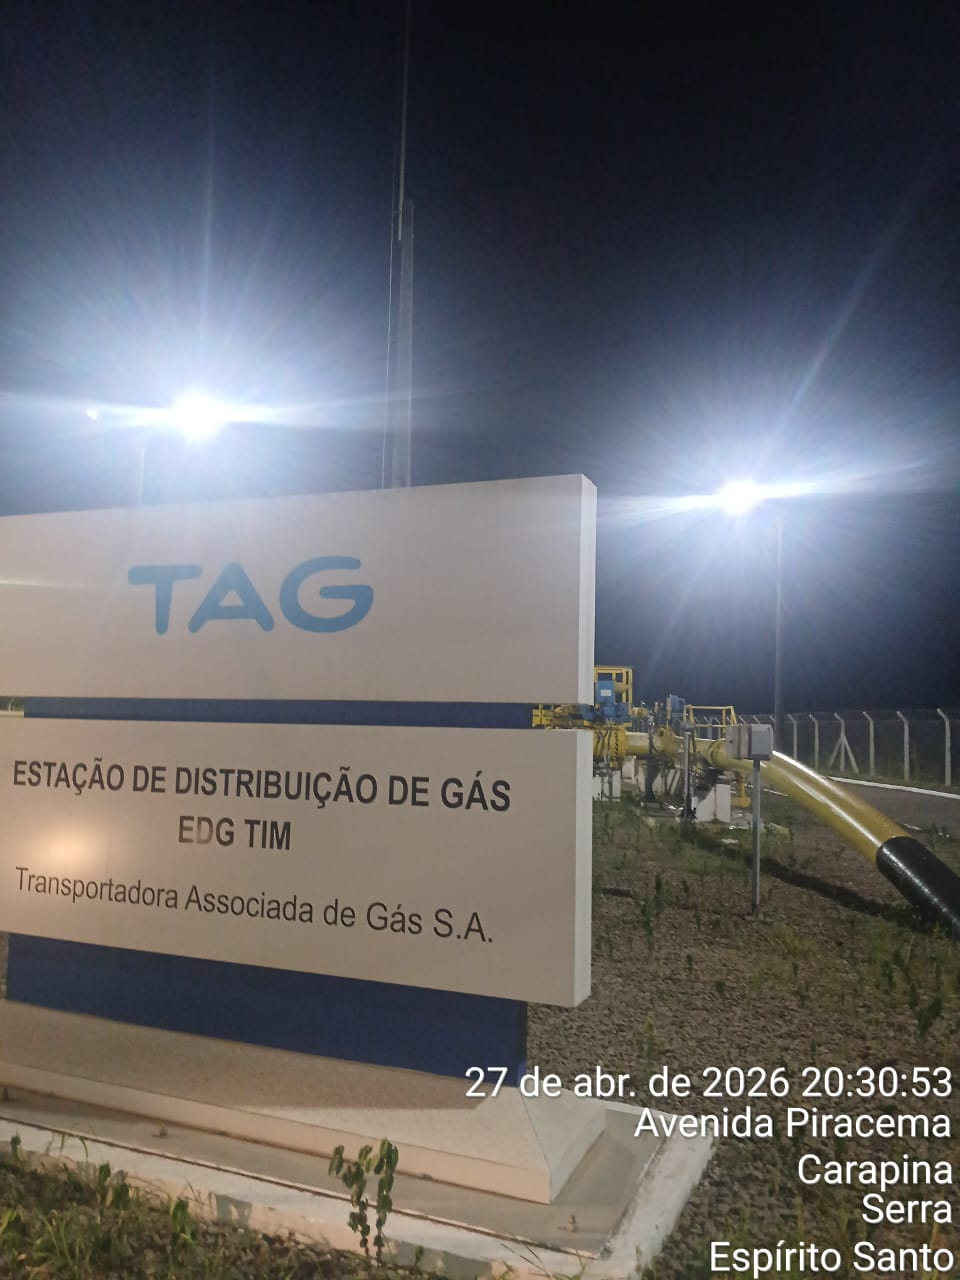 TAG
ESTAÇÃO DE DISTRIBUIÇÃO DE GÁS
EDG TIM
Transportadora Associada de Gás S.A.
27 de abr. de 2026 20:30:53
Avenida Piracema
Carapina
Serra
Espírito Santo